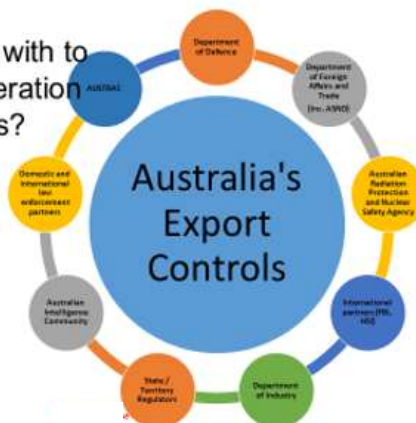 with to
eration
s?
Australia's
Export
Controls
Department
of Defence
Department
of Foreign
Affairs and
Trade
(Inc. ASNO)
Australian
Radiation
Protection
and Nuclear
Safety Agency
International
partners (FBI,
HSI)
Department
of Industry
State /
Territory
Regulators
Australian
Intelligence
Community
Domestic and
International
law
enforcement
partners
AUSTRAC